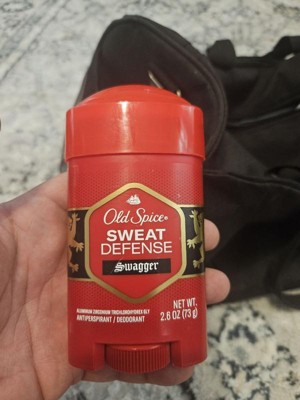 Old Spice®
SWEAT
DEFENSE
Swagger
NET WT.
2.6 OZ (73 g)
ALUMINUM ZIRCONIUM TRICHLOROHYDREX GLY
ANTIPERSPIRANT / DEODORANT